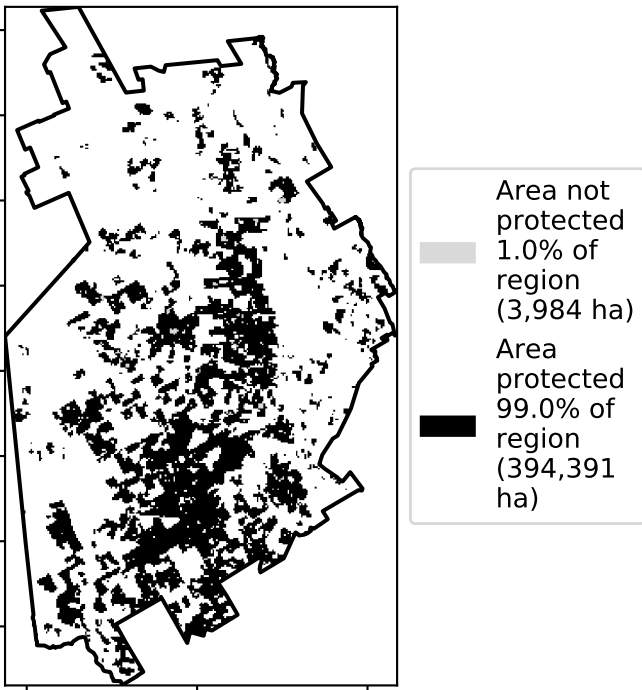 Area not
protected
1.0% of
region
(3,984 ha)
Area
protected
99.0% of
region
(394,391
ha)